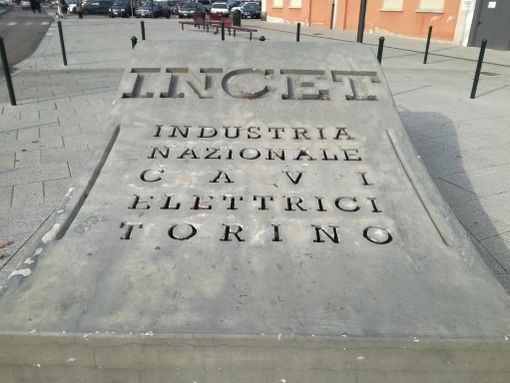 INCET
INDUSTRIA
NAZIONALE
CAVI
ELETTRICI
TORINO